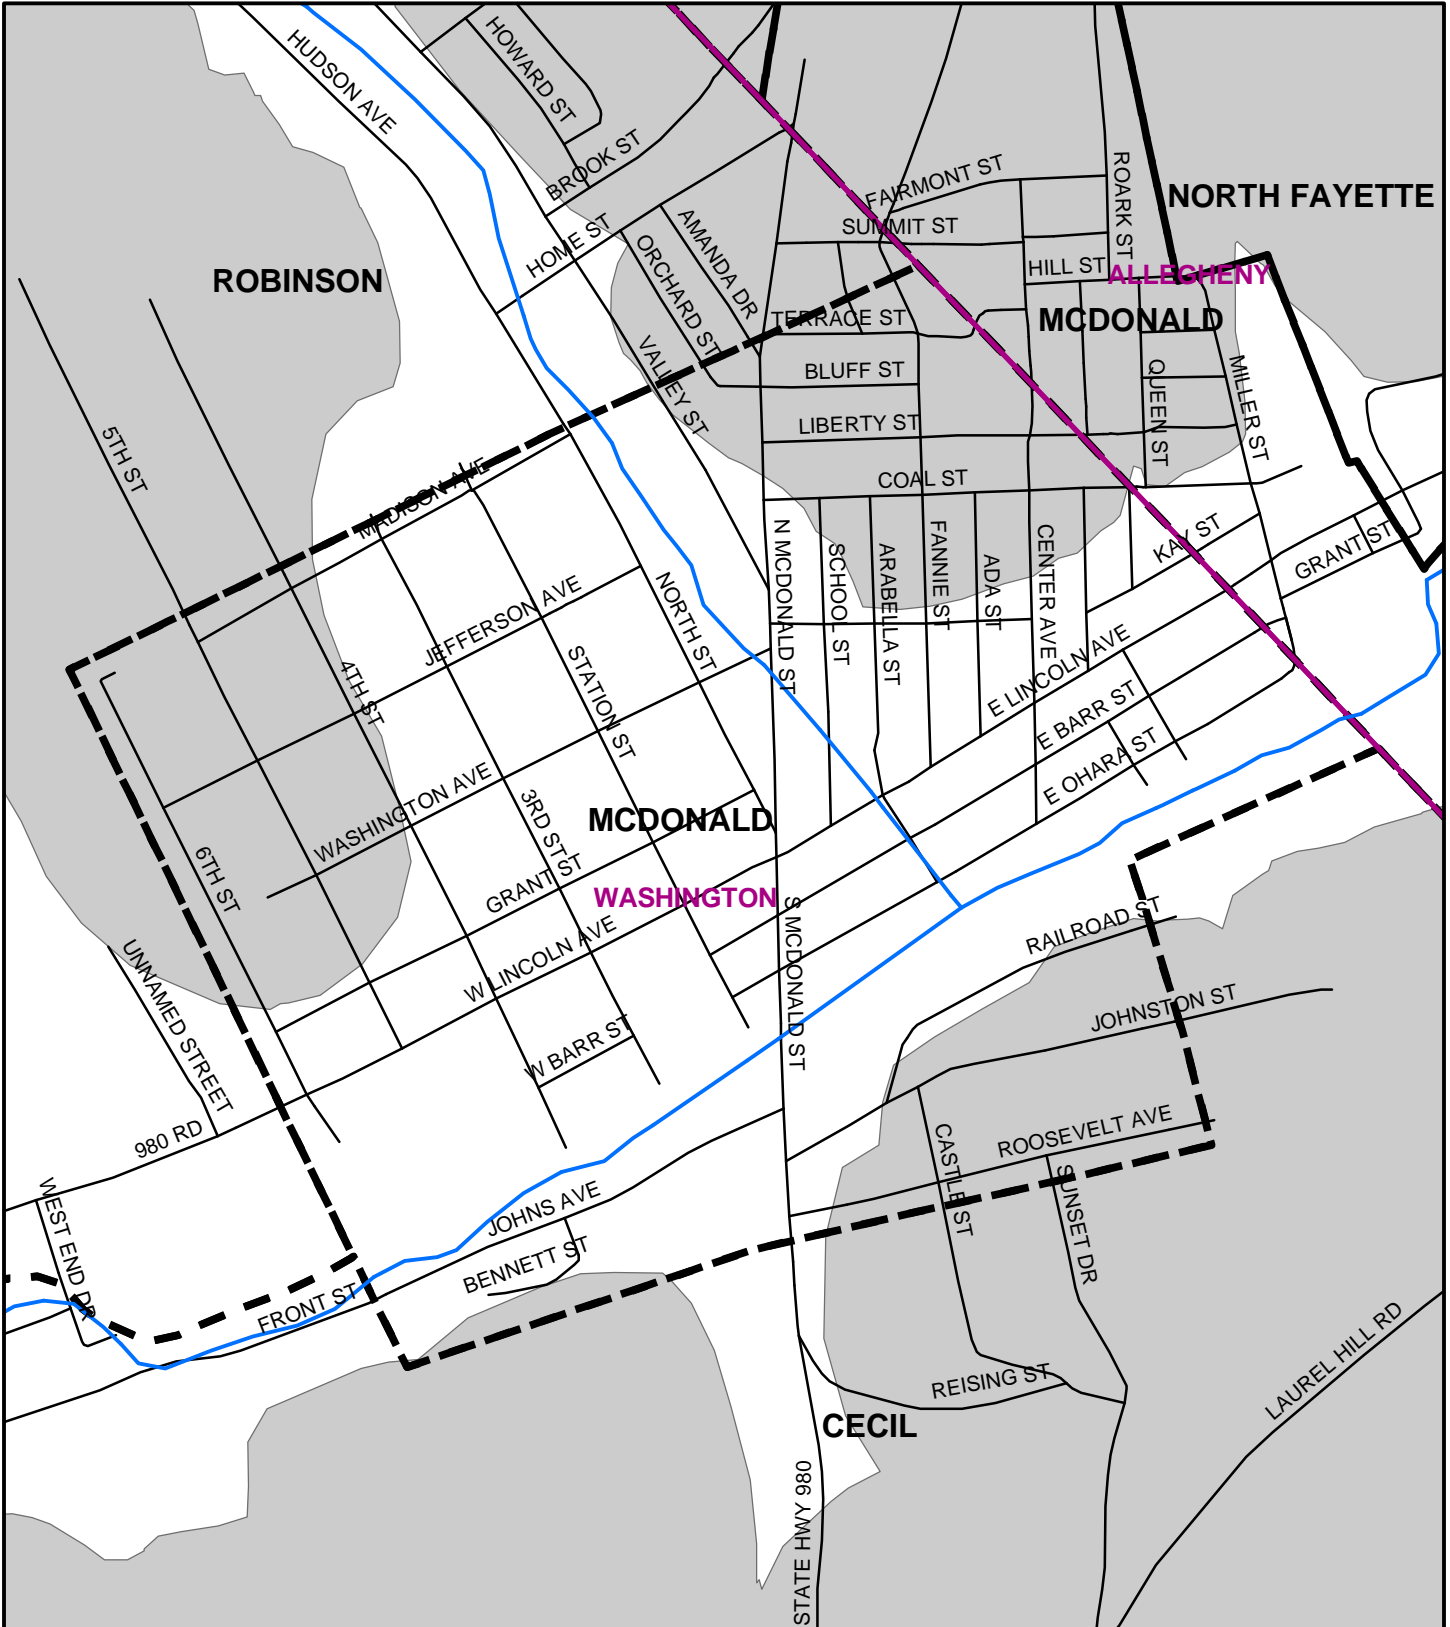 HOWARD ST
HUDSON AVE
BROOK ST
ROARK ST
FAIRMONT ST
NORTH FAYETTE
AMANDA DR
SUMMIT ST
HOME ST
ORCHARD ST
HILL ST
ALLEGHENY
ROBINSON
TERRACE ST
MCDONALD
VALLEY ST
BLUFF ST
QUEEN ST
MILLER ST
LIBERTY ST
5TH ST
COAL ST
MADISON AVE
N MCDONALD ST
SCHOOL ST
ARABELLA ST
FANNIE ST
ADA ST
CENTER AVE
KAY ST
GRANT ST
JEFFERSON AVE
NORTH ST
4TH ST
STATION ST
E LINCOLN AVE
E BARR ST
E OHARA ST
WASHINGTON AVE
3RD ST
MCDONALD
6TH ST
GRANT ST
WASHINGTON
S MCDONALD ST
RAILROAD ST
W LINCOLN AVE
UNNAMED STREET
JOHNSTON ST
W BARR ST
980 RD
ROOSEVELT AVE
CASTLE ST
WEST END DR
JOHNS AVE
SUNSET DR
BENNETT ST
FRONT ST
REISING ST
LAUREL HILL RD
CECIL
STATE HWY 980